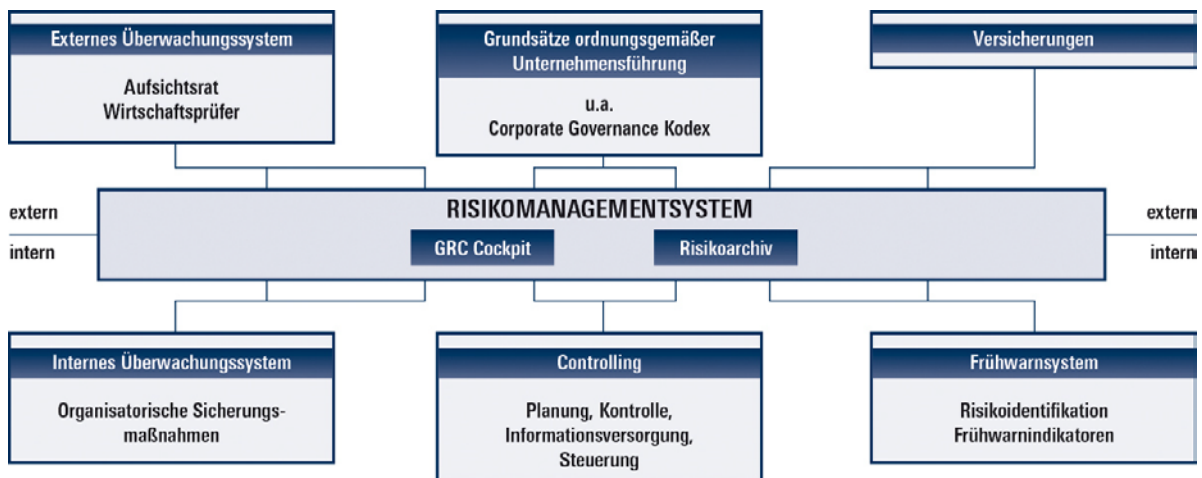 Externes Überwachungssystem
Aufsichtsrat
Wirtschaftsprüfer
Grundsätze ordnungsgemäßer
Unternehmensführung
u.a.
Corporate Governance Kodex
Versicherungen
extern
intern
RISIKOMANAGEMENTSYSTEM
GRC Cockpit
Risikoarchiv
extern
intern
Internes Überwachungssystem
Organisatorische Sicherungs-
maßnahmen
Controlling
Planung, Kontrolle,
Informationsversorgung,
Steuerung
Frühwarnsystem
Risikoidentifikation
Frühwarnindikatoren